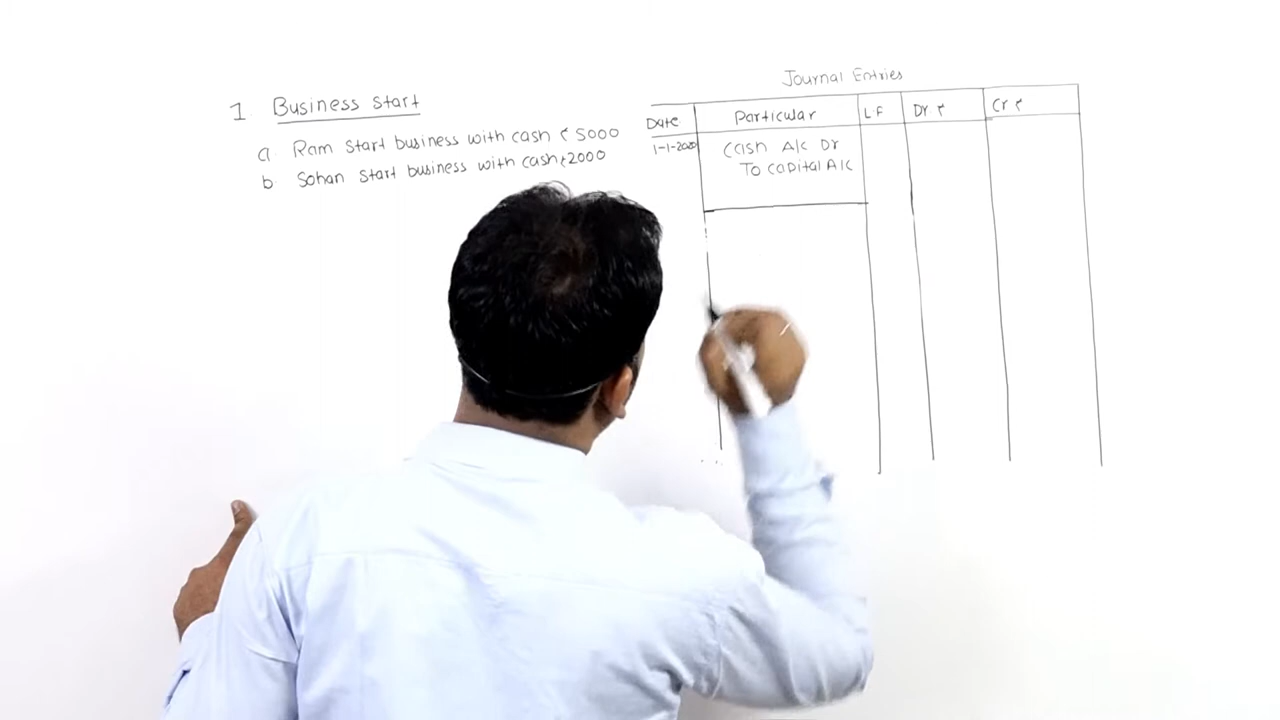 1. Business Start
a. Ram Start business with cash ₹ 5000
b. Sohan Start business with cash ₹2000
Journal Entries
Date Particular L.F Dr. ₹ Cr ₹
1-1-2020 Cash A/c Dr
To Capital A/c